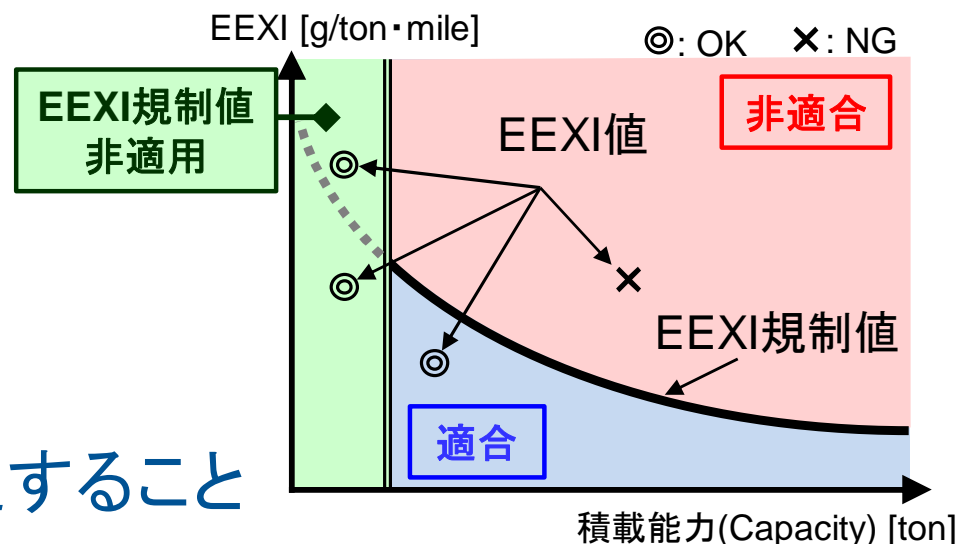 EEXI [g/ton・mile]
◎: OK ×: NG
EEXI規制値
非適用
非適合
EEXI値
EEXI規制値
適合
すること
積載能力(Capacity) [ton]